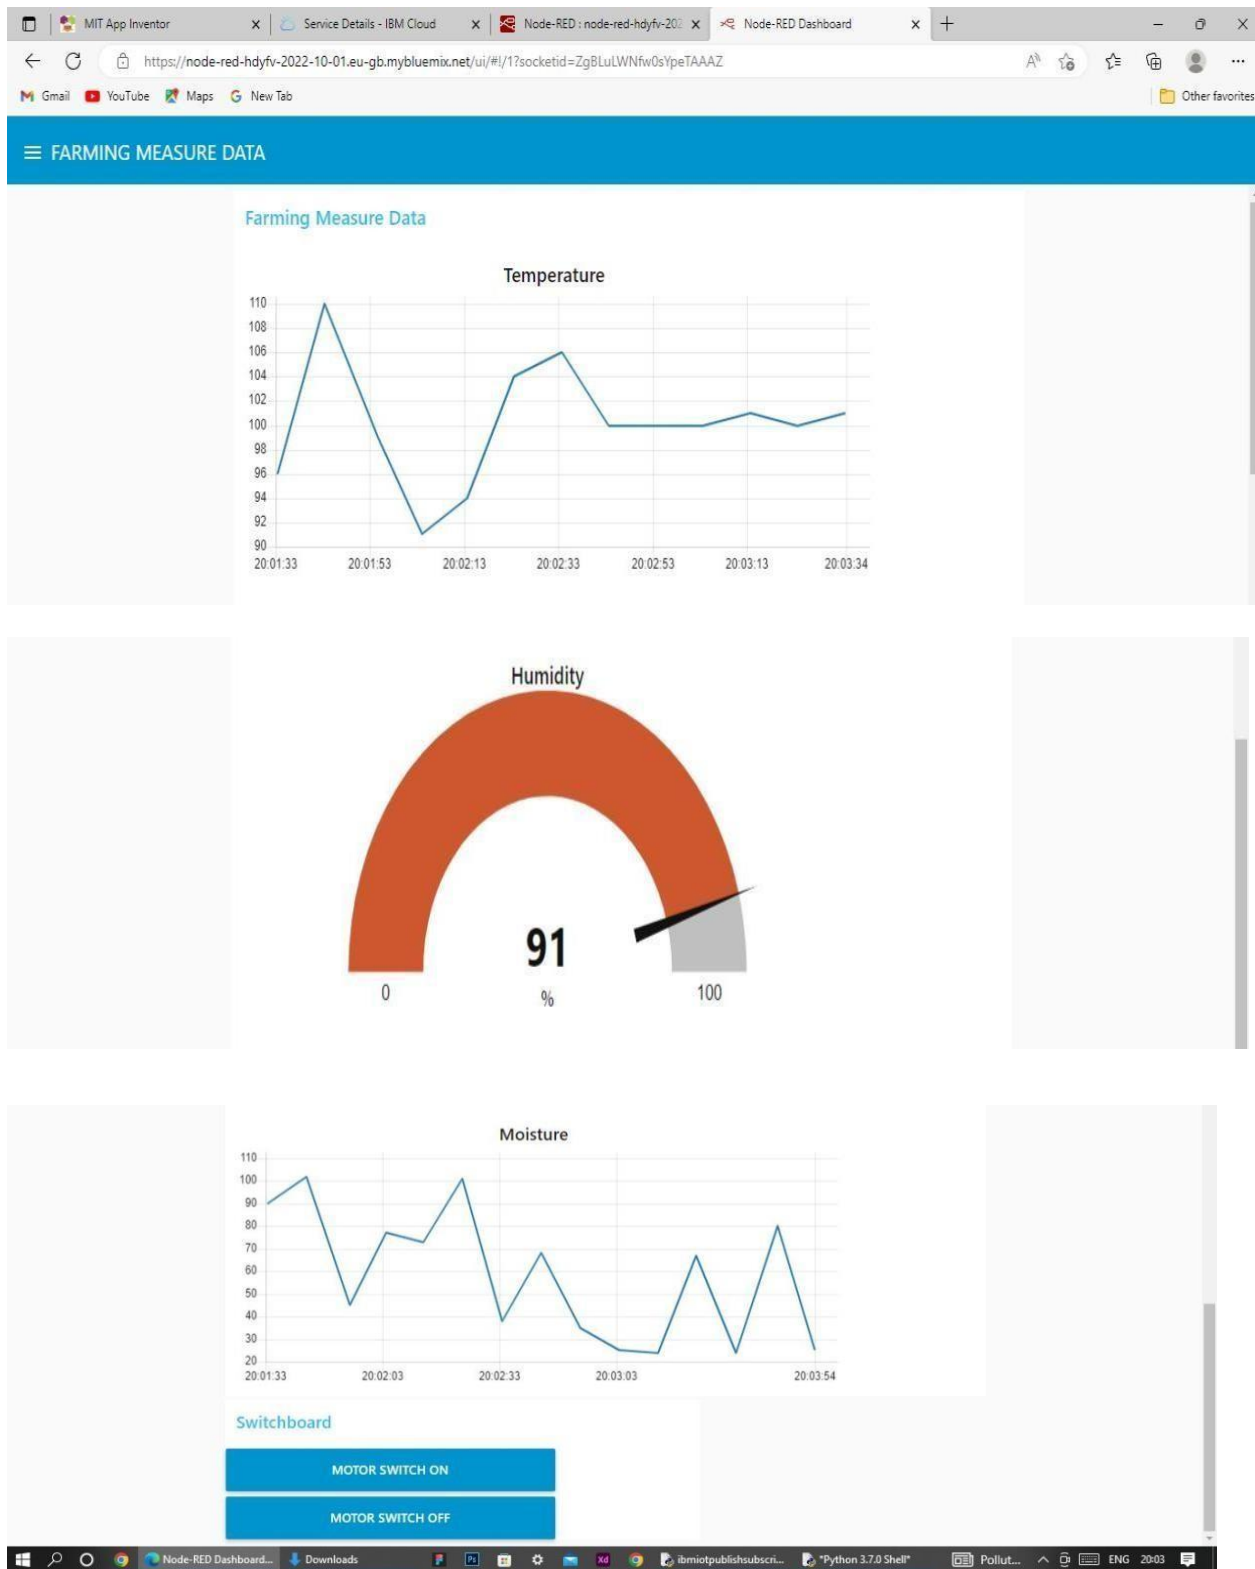 MIT App Inventor Service Details - IBM Cloud Node-RED : node-red-hdyfv-202 Node-RED Dashboard
https://node-red-hdyfv-2022-10-01.eu-gb.mybluemix.net/ui/#!/1?socketid=ZgBLuLWNfw0sYpeTAAAZ
Gmail YouTube Maps New Tab Other favorites
FARMING MEASURE DATA
Farming Measure Data
Temperature
110
108
106
104
102
100
98
96
94
92
90
20:01:33 20:01:53 20:02:13 20:02:33 20:02:53 20:03:13 20:03:34
Humidity
91
0 % 100
Moisture
110
100
90
80
70
60
50
40
30
20
20:01:33 20:02:03 20:02:33 20:03:03 20:03:54
Switchboard
MOTOR SWITCH ON
MOTOR SWITCH OFF
Node-RED Dashboard... Downloads Ps Xd ibmiotpublishsubscri... *Python 3.7.0 Shell* Pollut... ENG 20:03